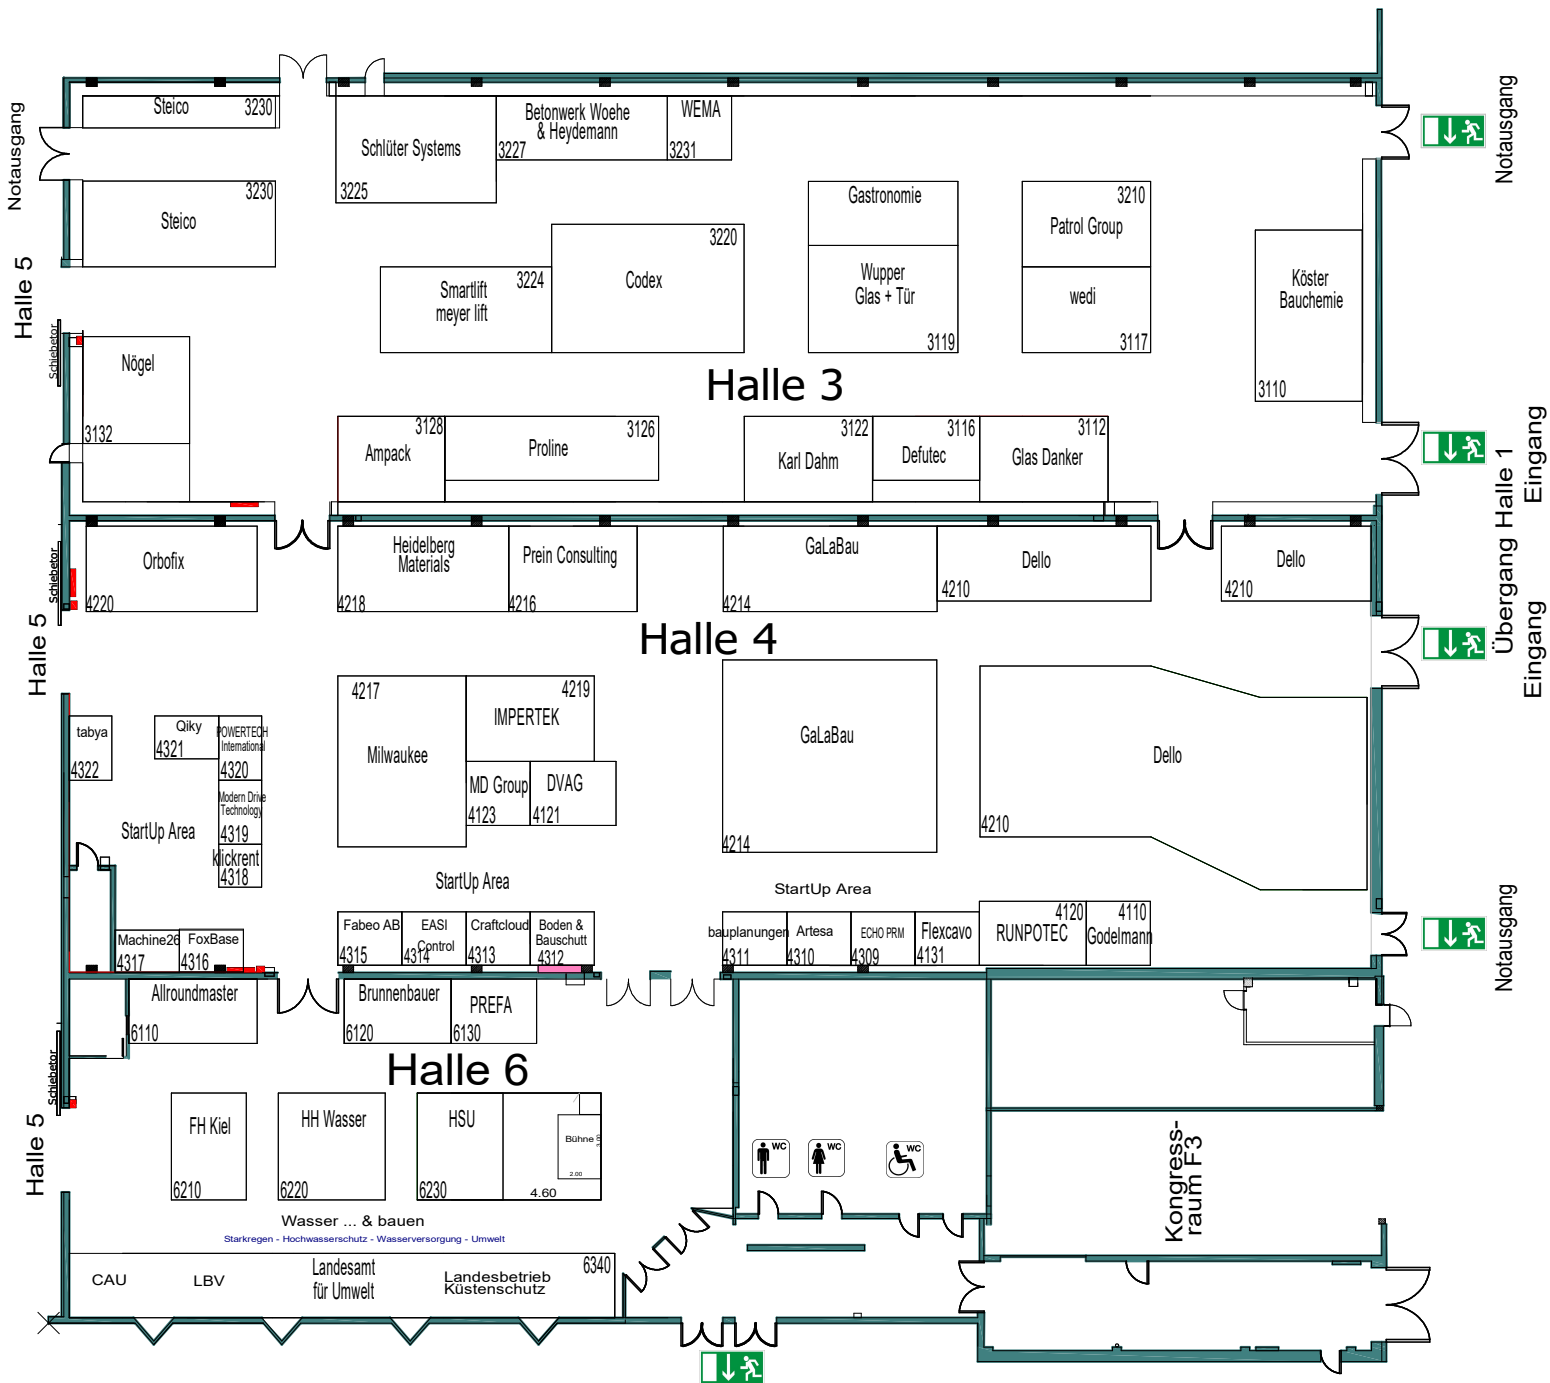 Steico
3230
Notausgang
Steico
3230
Schlüter Systems
3225
Betonwerk Woehe
& Heydemann
3227
WEMA
3231
Notausgang
Gastronomie
Wupper
Glas + Tür
3119
3210
Patrol Group
wedi
3117
Köster
Bauchemie
3110
3220
Codex
3224
Smartlift
meyer lift
Halle 5
Schiebetor
Nögel
3132
Halle 3
3128
Ampack
3126
Proline
3122
Karl Dahm
3116
Defutec
3112
Glas Danker
Eingang
Übergang Halle 1
Eingang
Schiebetor
Orbofix
4220
Heidelberg
Materials
4218
Prein Consulting
4216
GaLaBau
4214
Dello
4210
Dello
4210
Halle 4
Halle 5
tabya
4322
Qiky
4321
POWERTECH
International
4320
Modern Drive
Technology
4319
klickrent
4318
StartUp Area
4217
Milwaukee
4219
IMPERTEK
MD Group
4123
DVAG
4121
GaLaBau
4214
Dello
4210
StartUp Area
StartUp Area
Machine26
4317
FoxBase
4316
Fabeo AB
4315
EASI
Control
4314
Craftcloud
4313
Boden &
Bauschutt
4312
bauplanungen
4311
Artesa
4310
ECHO PRM
4309
Flexcavo
4131
4120
RUNPOTEC
4110
Godelmann
Notausgang
Allroundmaster
6110
Brunnenbauer
6120
PREFA
6130
Halle 6
Schiebetor
Halle 5
FH Kiel
6210
HH Wasser
6220
HSU
6230
Bühne
2.00
4.60
WC
WC
WC
Kongress-
raum F3
Wasser ... & bauen
Starkregen - Hochwasserschutz - Wasserversorgung - Umwelt
CAU
LBV
Landesamt
für Umwelt
Landesbetrieb
Küstenschutz
6340